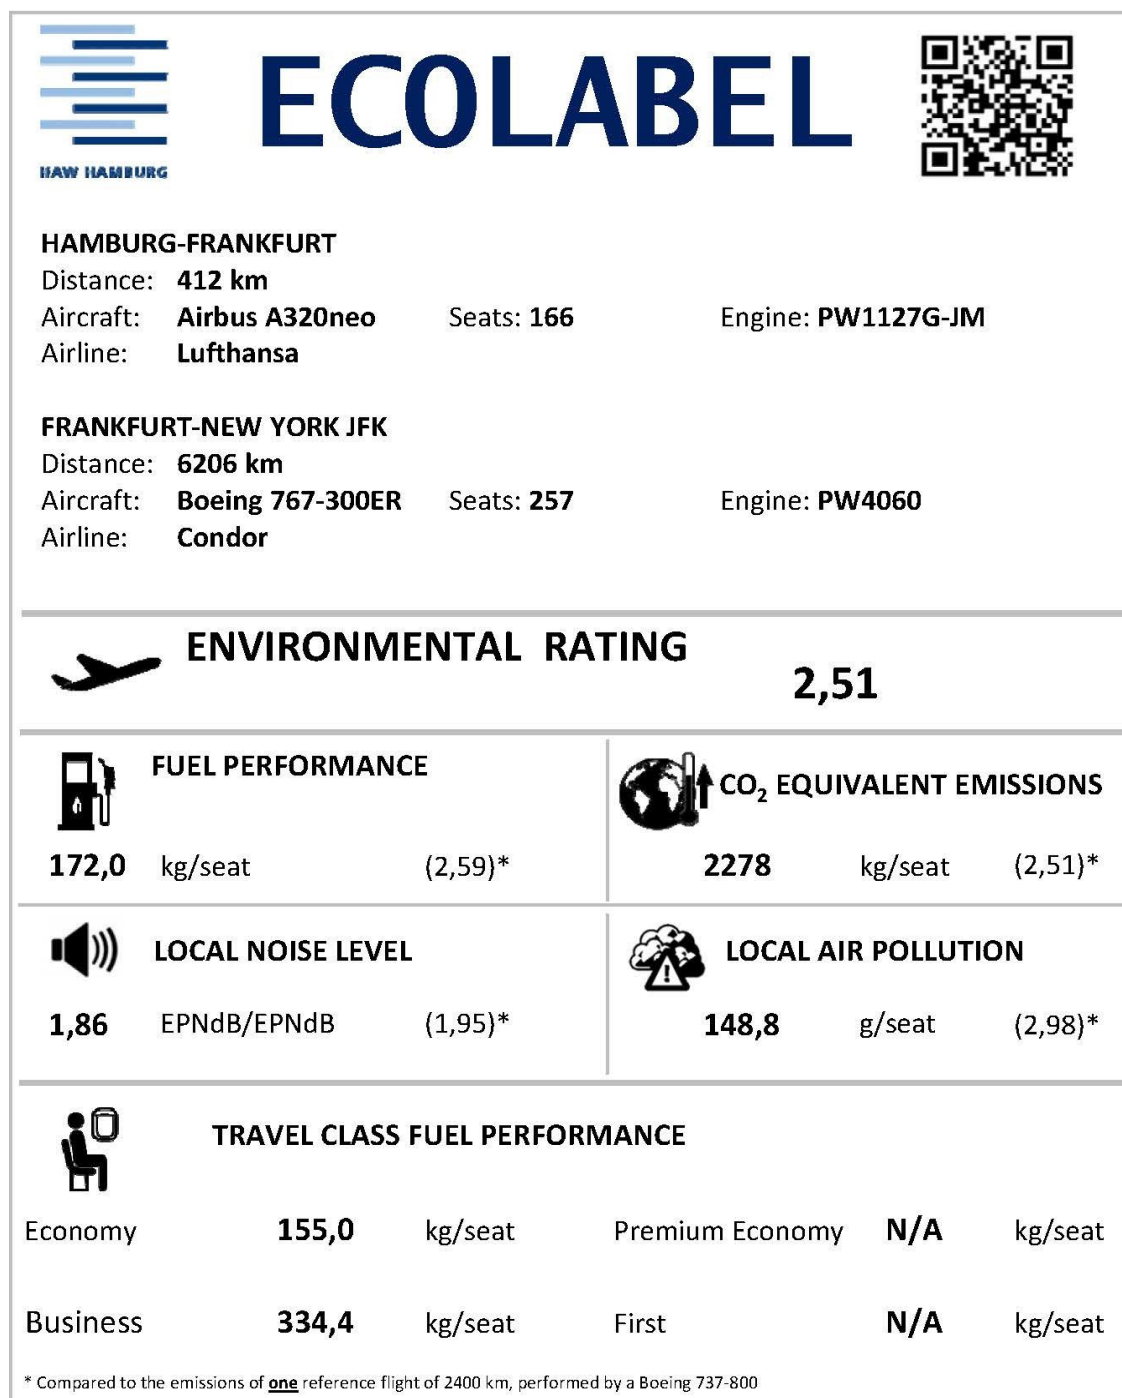 ECOLABEL
HAW HAMBURG
HAMBURG-FRANKFURT
Distance: 412 km
Aircraft: Airbus A320neo Seats: 166 Engine: PW1127G-JM
Airline: Lufthansa
FRANKFURT-NEW YORK JFK
Distance: 6206 km
Aircraft: Boeing 767-300ER Seats: 257 Engine: PW4060
Airline: Condor
ENVIRONMENTAL RATING
2,51
FUEL PERFORMANCE
172,0 kg/seat (2,59)*
CO₂ EQUIVALENT EMISSIONS
2278 kg/seat (2,51)*
LOCAL NOISE LEVEL
1,86 EPNdB/EPNdB (1,95)*
LOCAL AIR POLLUTION
148,8 g/seat (2,98)*
TRAVEL CLASS FUEL PERFORMANCE
Economy 155,0 kg/seat Premium Economy N/A kg/seat
Business 334,4 kg/seat First N/A kg/seat
* Compared to the emissions of one reference flight of 2400 km, performed by a Boeing 737-800